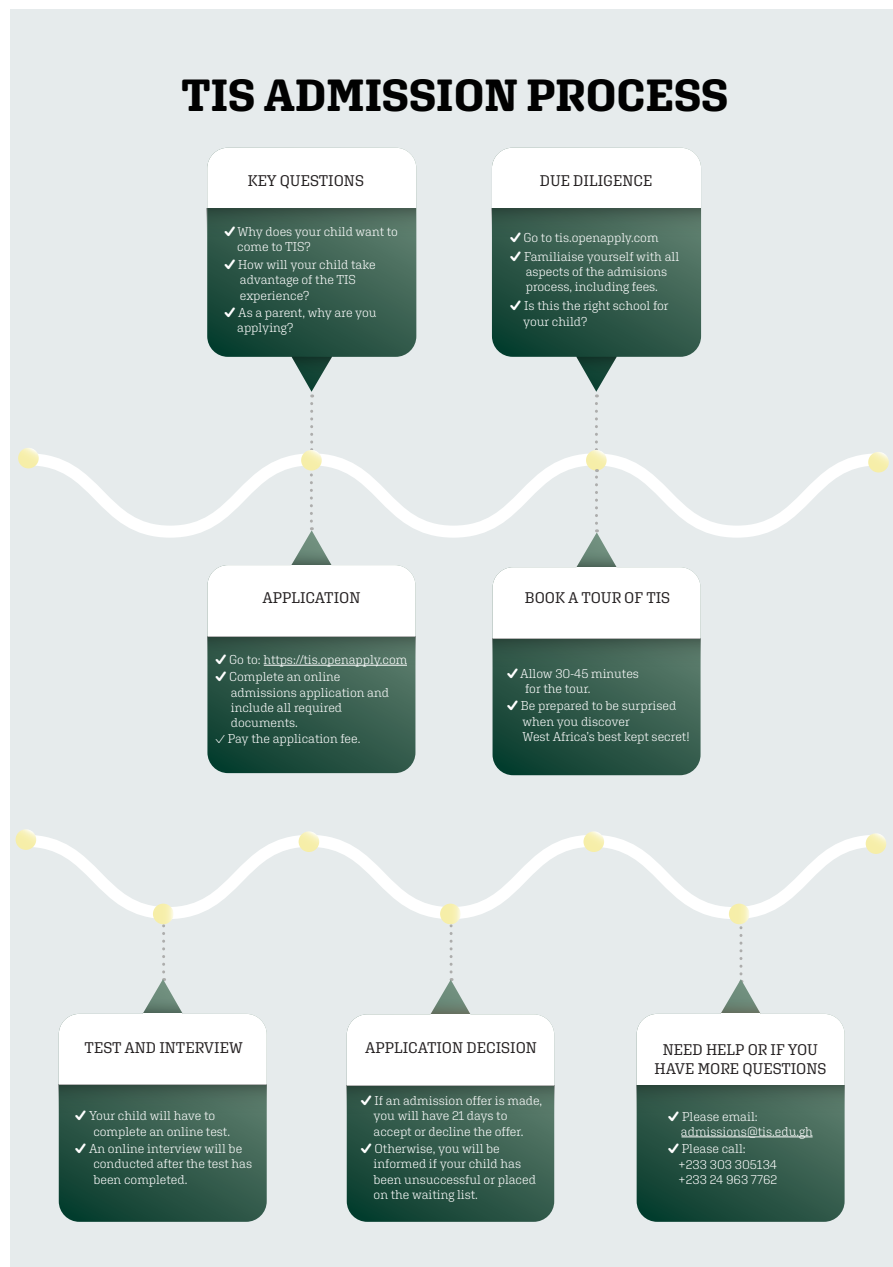 TIS ADMISSION PROCESS
KEY QUESTIONS
✔ Why does your child want to
come to TIS?
✔ How will your child take
advantage of the TIS
experience?
✔ As a parent, why are you
applying?
DUE DILIGENCE
✔ Go to tis.openapply.com
✔ Familiaise yourself with all
aspects of the admisions
process, including fees.
✔ Is this the right school for
your child?
APPLICATION
✔ Go to: https://tis.openapply.com
✔ Complete an online
admissions application and
include all required
documents.
✓ Pay the application fee.
BOOK A TOUR OF TIS
✔ Allow 30-45 minutes
for the tour.
✔ Be prepared to be surprised
when you discover
West Africa's best kept secret!
TEST AND INTERVIEW
✔ Your child will have to
complete an online test.
✔ An online interview will be
conducted after the test has
been completed.
APPLICATION DECISION
✔ If an admission offer is made,
you will have 21 days to
accept or decline the offer.
✔ Otherwise, you will be
informed if your child has
been unsuccessful or placed
on the waiting list.
NEED HELP OR IF YOU
HAVE MORE QUESTIONS
✔ Please email:
admissions@tis.edu.gh
✔ Please call:
+233 303 305134
+233 24 963 7762